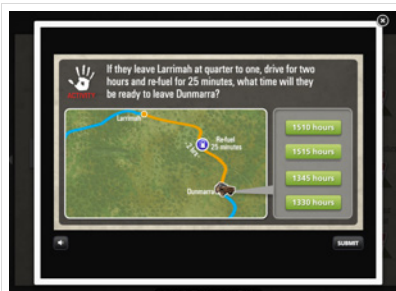 If they leave Larrimah at quarter to one, drive for two
hours and re-fuel for 25 minutes, what time will they
be ready to leave Dunmarra?
Larrimah
Re-fuel
25 minutes
Dunmarra
1510 hours
1515 hours
1345 hours
1330 hours
SUBMIT